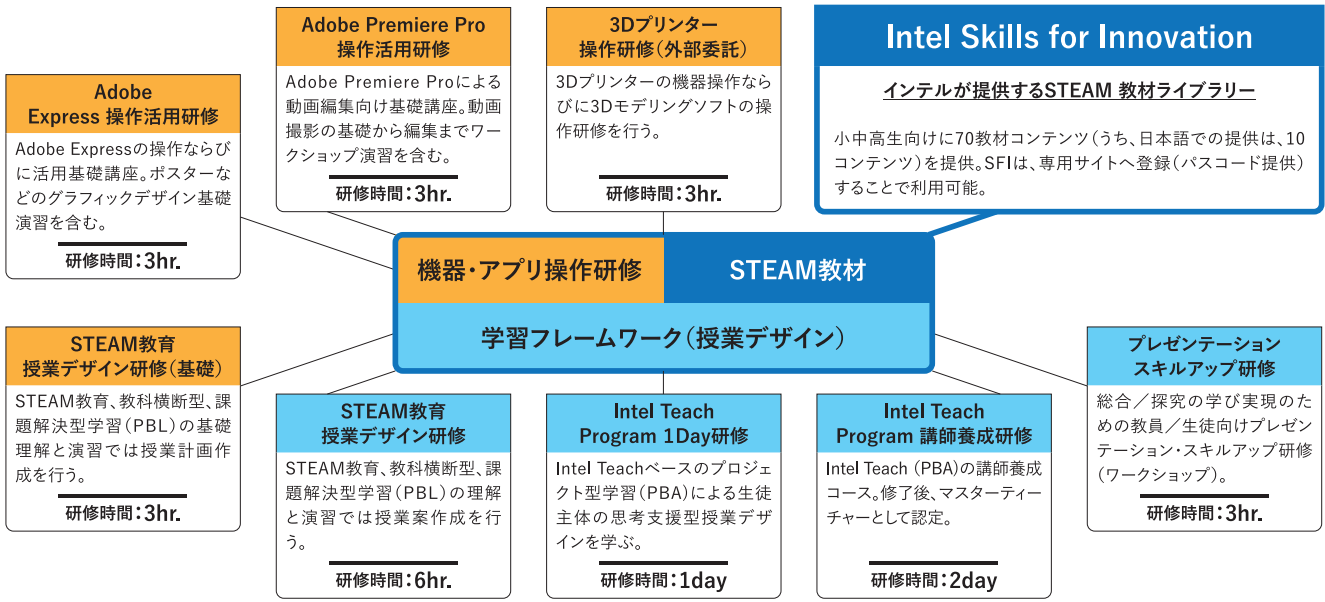 Adobe
Express 操作活用研修
Adobe Expressの操作ならび
に活用基礎講座。ポスターな
どのグラフィックデザイン基礎
演習を含む。
研修時間：3hr.
Adobe Premiere Pro
操作活用研修
Adobe Premiere Proによる
動画編集向け基礎講座。動画
撮影の基礎から編集までワー
クショップ演習を含む。
研修時間：3hr.
3Dプリンター
操作研修（外部委託）
3Dプリンターの機器操作なら
びに3Dモデリングソフトの操
作研修を行う。
研修時間：3hr.
Intel Skills for Innovation
インテルが提供するSTEAM 教材ライブラリー
小中高生向けに70教材コンテンツ（うち、日本語での提供は、10
コンテンツ）を提供。SFIは、専用サイトへ登録（パスコード提供）
することで利用可能。
機器・アプリ操作研修
STEAM教材
学習フレームワーク（授業デザイン）
STEAM教育
授業デザイン研修（基礎）
STEAM教育、教科横断型、課
題解決型学習（PBL）の基礎
理解と演習では授業計画作
成を行う。
研修時間：3hr.
STEAM教育
授業デザイン研修
STEAM教育、教科横断型、課
題解決型学習（PBL）の理解
と演習では授業案作成を行
う。
研修時間：6hr.
Intel Teach
Program 1Day研修
Intel Teachベースのプロジェ
クト型学習（PBA）による生徒
主体の思考支援型授業デザ
インを学ぶ。
研修時間：1day
Intel Teach
Program 講師養成研修
Intel Teach (PBA)の講師養成
コース。修了後、マスターティー
チャーとして認定。
研修時間：2day
プレゼンテーション
スキルアップ研修
総合／探究の学び実現のた
めの教員／生徒向けプレゼン
テーション・スキルアップ研修
（ワークショップ）。
研修時間：3hr.